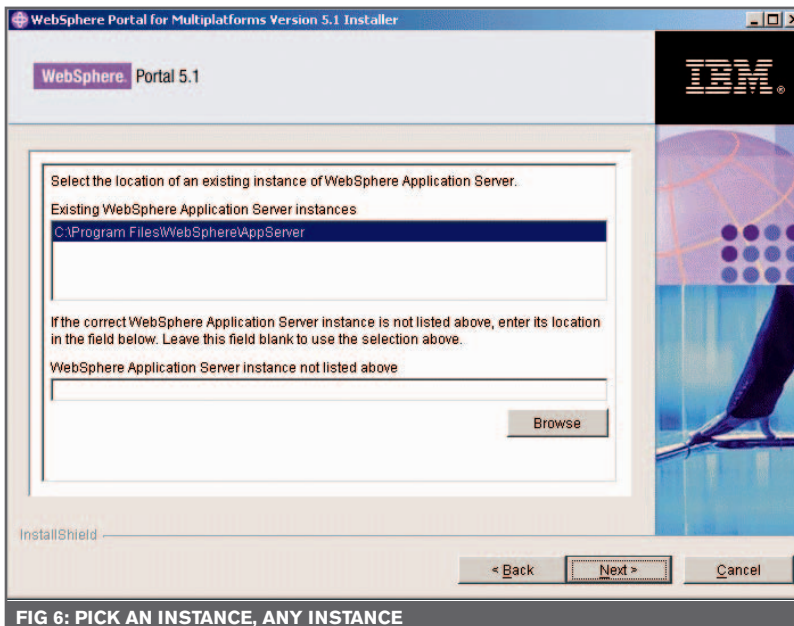 WebSphere Portal for Multiplatforms Version 5.1 Installer
WebSphere. Portal 5.1
IBM®
Select the location of an existing instance of WebSphere Application Server.
Existing WebSphere Application Server instances
C:\Program Files\WebSphere\AppServer
If the correct WebSphere Application Server instance is not listed above, enter its location
in the field below. Leave this field blank to use the selection above.
WebSphere Application Server instance not listed above
Browse
InstallShield
< Back
Next >
Cancel
FIG 6: PICK AN INSTANCE, ANY INSTANCE